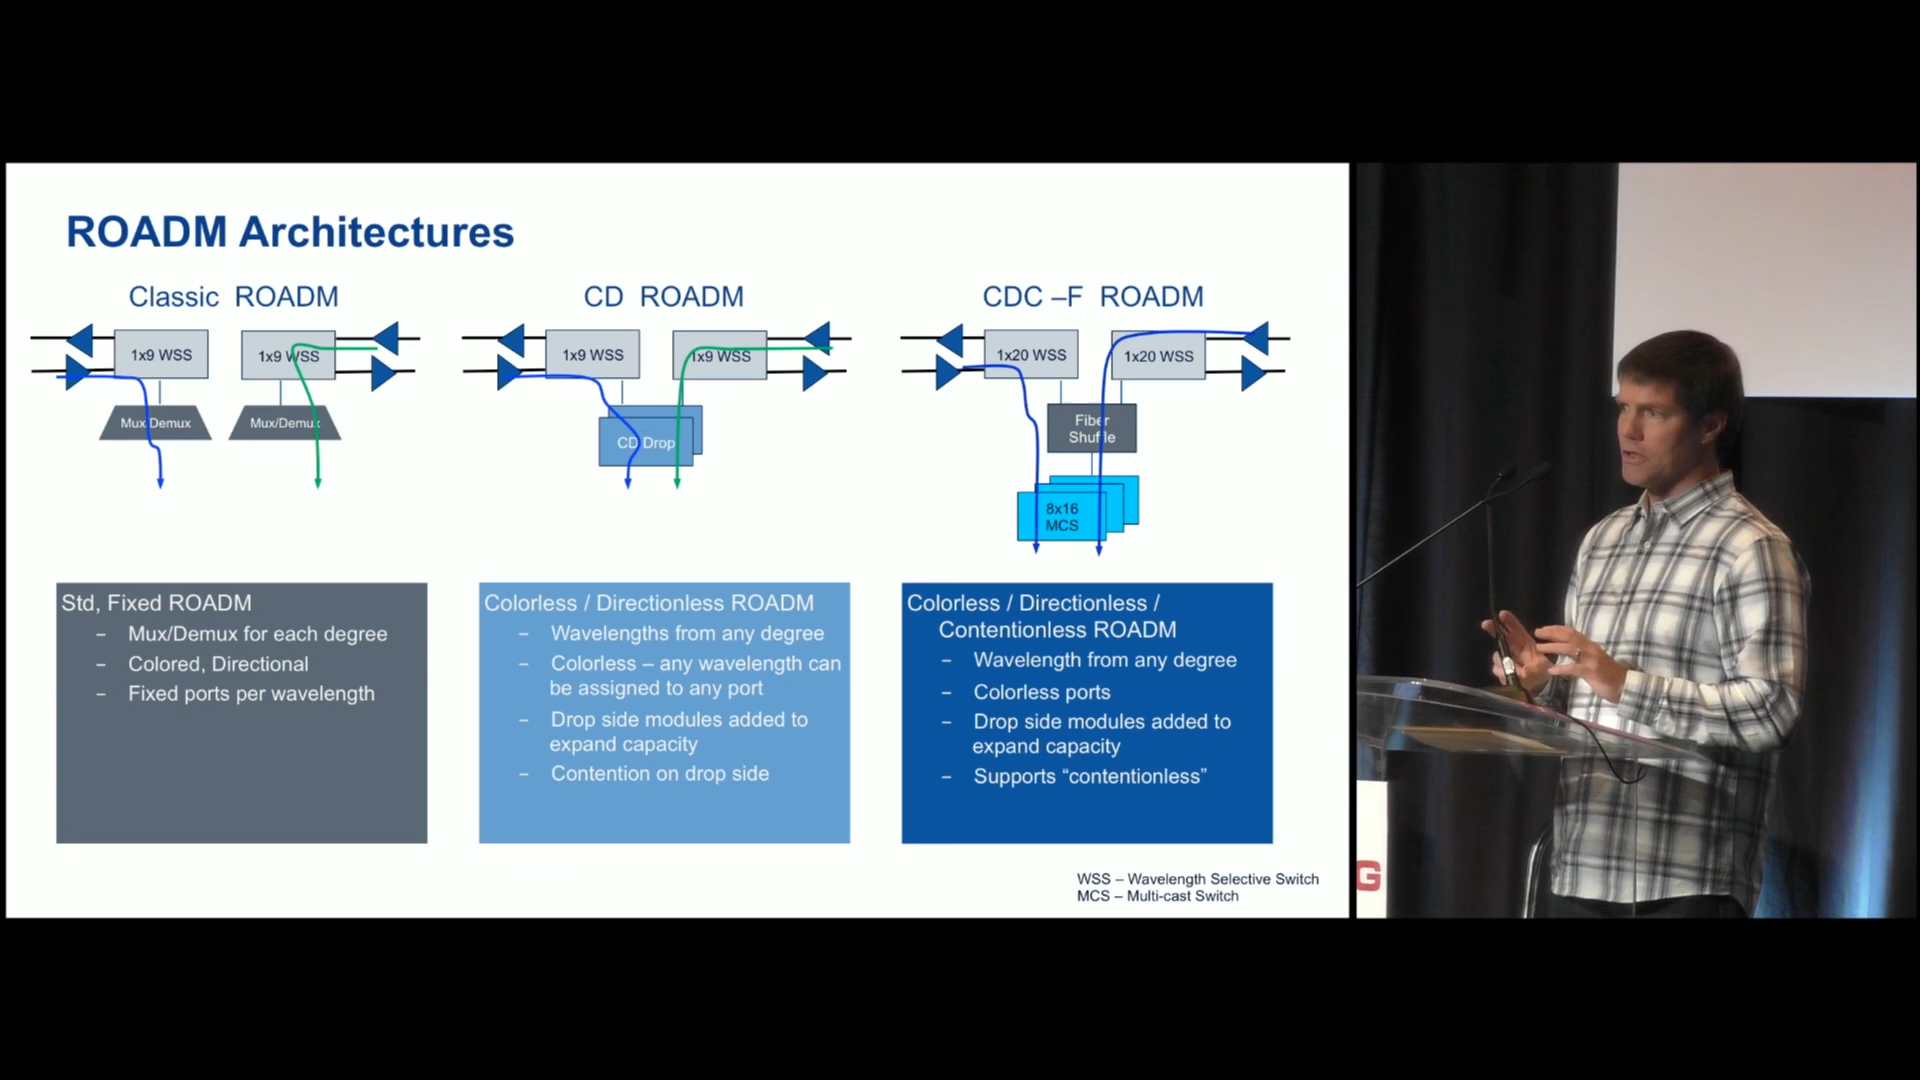 ROADM Architectures
Classic ROADM
1x9 WSS
1x9 WSS
Mux/Demux
Mux/Demux
CD ROADM
1x9 WSS
1x9 WSS
CD Drop
CDC –F ROADM
1x20 WSS
1x20 WSS
Fiber
Shuffle
8x16
MCS
Std, Fixed ROADM
– Mux/Demux for each degree
– Colored, Directional
– Fixed ports per wavelength
Colorless / Directionless ROADM
– Wavelengths from any degree
– Colorless – any wavelength can
be assigned to any port
– Drop side modules added to
expand capacity
– Contention on drop side
Colorless / Directionless /
Contentionless ROADM
– Wavelength from any degree
– Colorless ports
– Drop side modules added to
expand capacity
– Supports “contentionless”
WSS – Wavelength Selective Switch
MCS – Multi-cast Switch
G